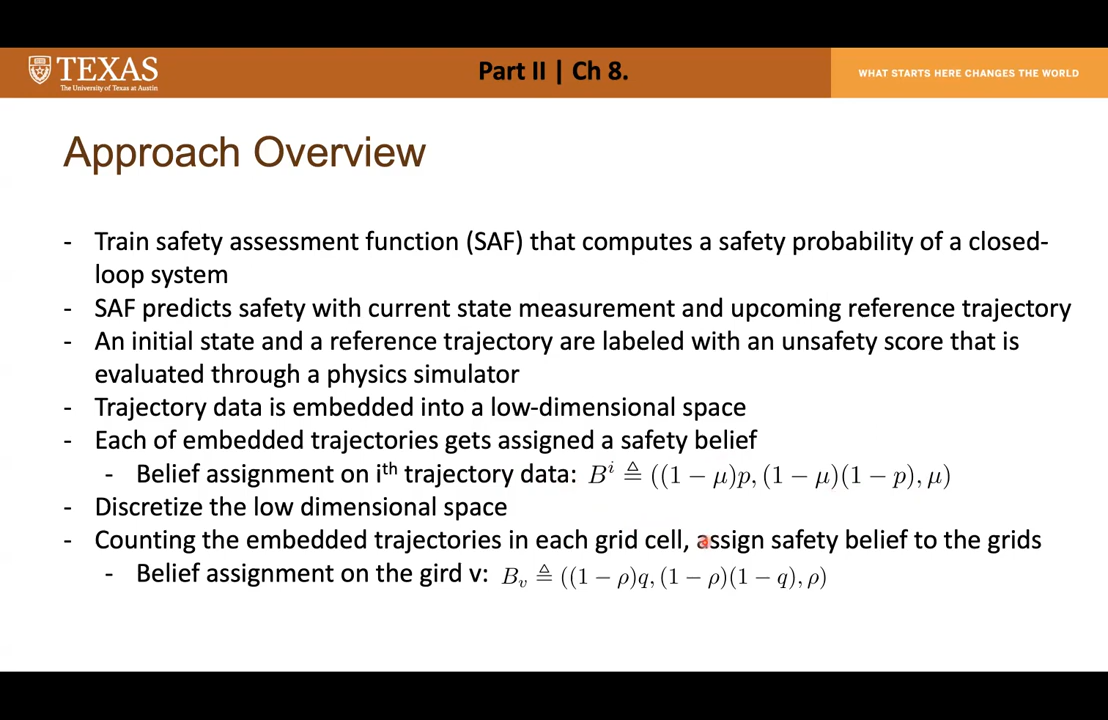 TEXAS
The University of Texas at Austin
Part II | Ch 8.
WHAT STARTS HERE CHANGES THE WORLD
Approach Overview
- Train safety assessment function (SAF) that computes a safety probability of a closed-
loop system
- SAF predicts safety with current state measurement and upcoming reference trajectory
- An initial state and a reference trajectory are labeled with an unsafety score that is
evaluated through a physics simulator
- Trajectory data is embedded into a low-dimensional space
- Each of embedded trajectories gets assigned a safety belief
- Belief assignment on iᵗʰ trajectory data: Bⁱ ≜ ((1 − μ)p, (1 − μ)(1 − p), μ)
- Discretize the low dimensional space
- Counting the embedded trajectories in each grid cell, assign safety belief to the grids
- Belief assignment on the gird v: Bᵥ ≜ ((1 − ρ)q, (1 − ρ)(1 − q), ρ)